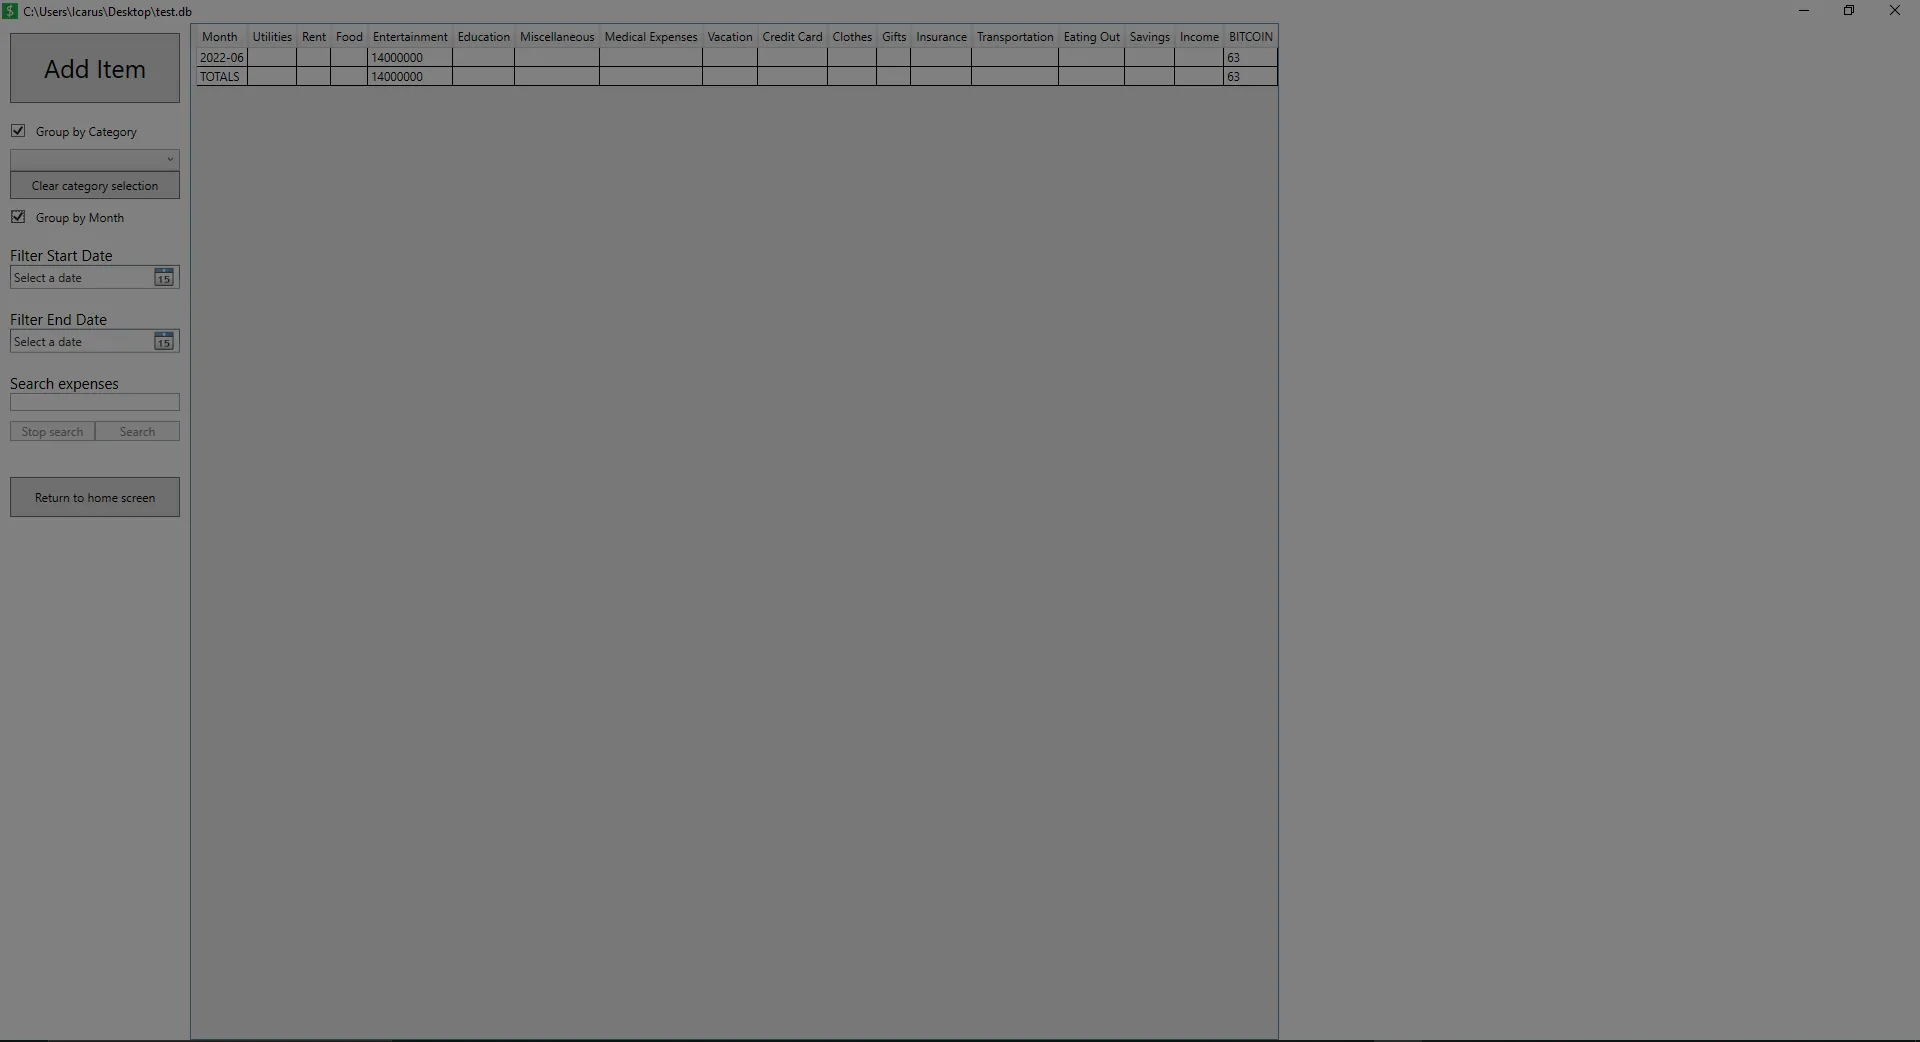 C:\Users\Icarus\Desktop\test.db
Add Item
Group by Category
Clear category selection
Group by Month
Filter Start Date
Select a date 15
Filter End Date
Select a date 15
Search expenses
Stop search Search
Return to home screen
Month Utilities Rent Food Entertainment Education Miscellaneous Medical Expenses Vacation Credit Card Clothes Gifts Insurance Transportation Eating Out Savings Income BITCOIN
2022-06 14000000 63
TOTALS 14000000 63